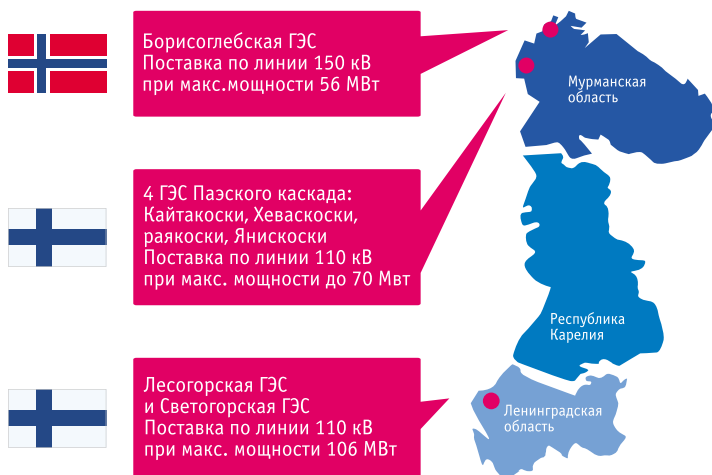 Борисоглебская ГЭС
Поставка по линии 150 кВ
при макс.мощности 56 МВт
Мурманская
область
4 ГЭС Паэского каскада:
Кайтакоски, Хеваскоски,
раякоски, Янискоски
Поставка по линии 110 кВ
при макс. мощности до 70 Мвт
Республика
Карелия
Лесогорская ГЭС
и Светогорская ГЭС
Поставка по линии 110 кВ
при макс. мощности 106 МВт
Ленинградская
область